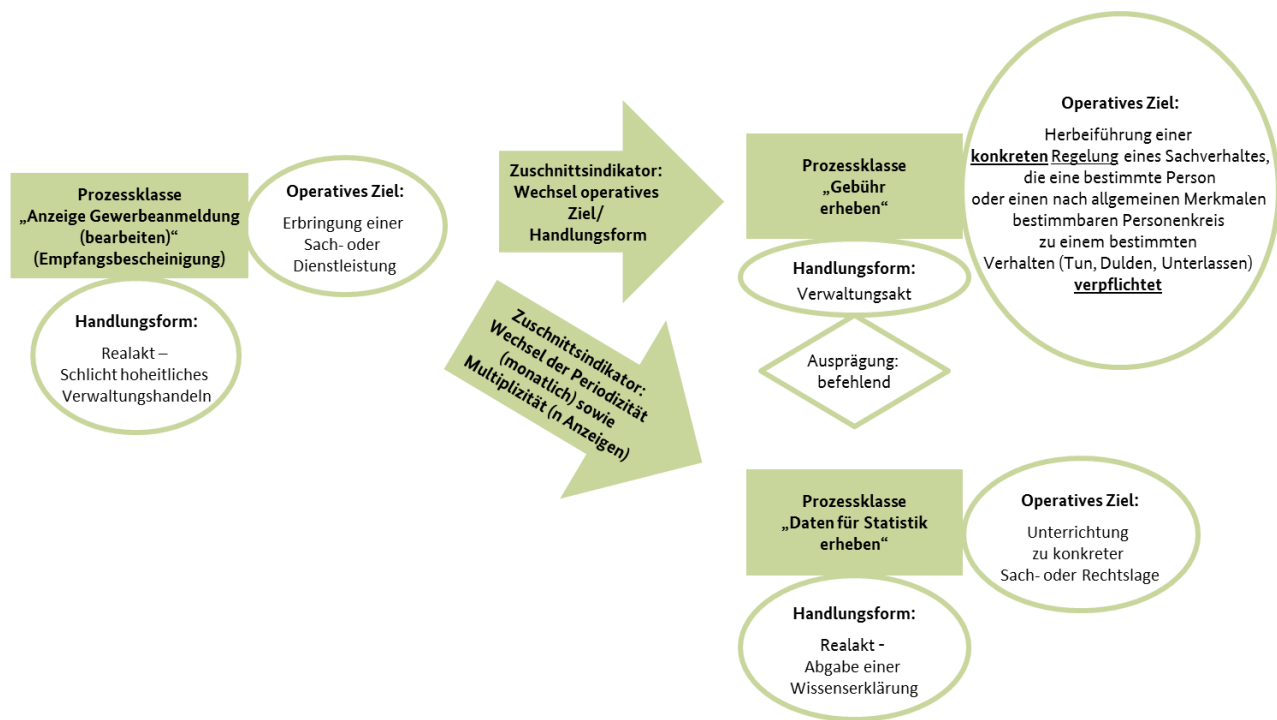 Prozessklasse
„Anzeige Gewerbeanmeldung
(bearbeiten)“
(Empfangsbescheinigung)
Operatives Ziel:
Erbringung einer
Sach- oder
Dienstleistung
Handlungsform:
Realakt –
Schlicht hoheitliches
Verwaltungshandeln
Zuschnittsindikator:
Wechsel operatives
Ziel/
Handlungsform
Zuschnittsindikator:
Wechsel der Periodizität
(monatlich) sowie
Multiplizität (n Anzeigen)
Prozessklasse
„Gebühr
erheben“
Operatives Ziel:
Herbeiführung einer
konkreten Regelung eines Sachverhaltes,
die eine bestimmte Person
oder einen nach allgemeinen Merkmalen
bestimmbaren Personenkreis
zu einem bestimmten
Verhalten (Tun, Dulden, Unterlassen)
verpflichtet
Handlungsform:
Verwaltungsakt
Ausprägung:
befehlend
Prozessklasse
„Daten für Statistik
erheben“
Operatives Ziel:
Unterrichtung
zu konkreter
Sach- oder Rechtslage
Handlungsform:
Realakt -
Abgabe einer
Wissenserklärung